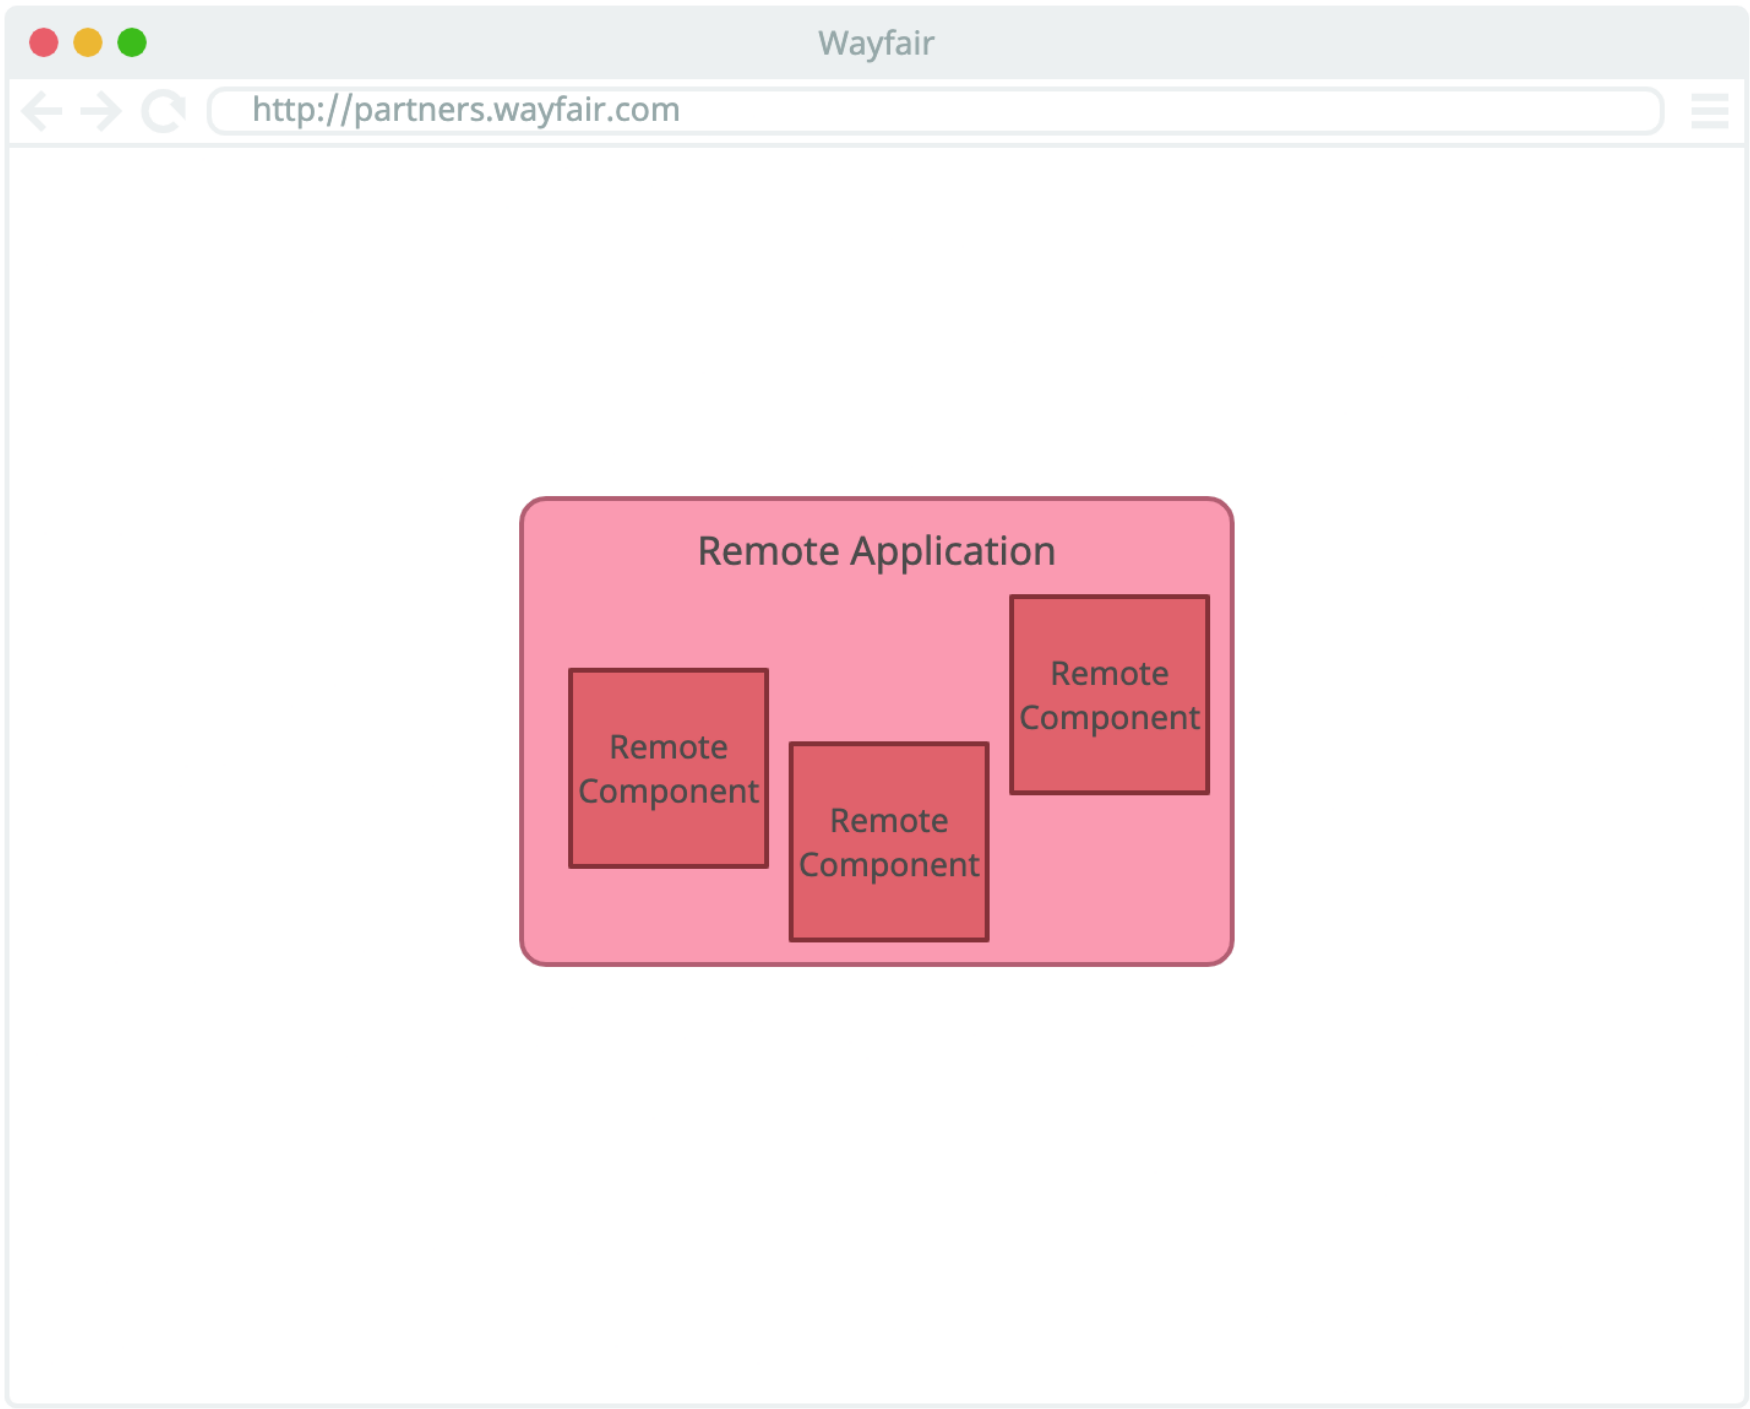 Wayfair
http://partners.wayfair.com
Remote Application
Remote
Component
Remote
Component
Remote
Component